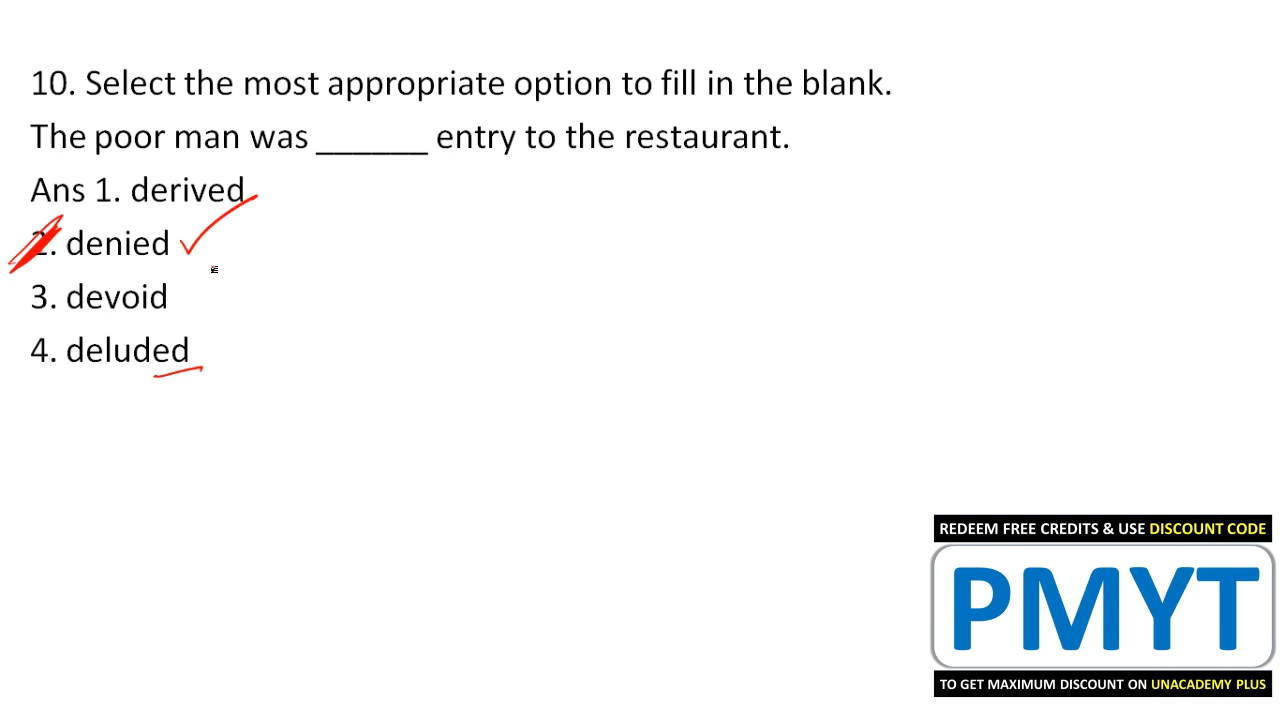 10. Select the most appropriate option to fill in the blank.
The poor man was ______ entry to the restaurant.
Ans 1. derived
2. denied
3. devoid
4. deluded
REDEEM FREE CREDITS & USE DISCOUNT CODE
PMYT
TO GET MAXIMUM DISCOUNT ON UNACADEMY PLUS